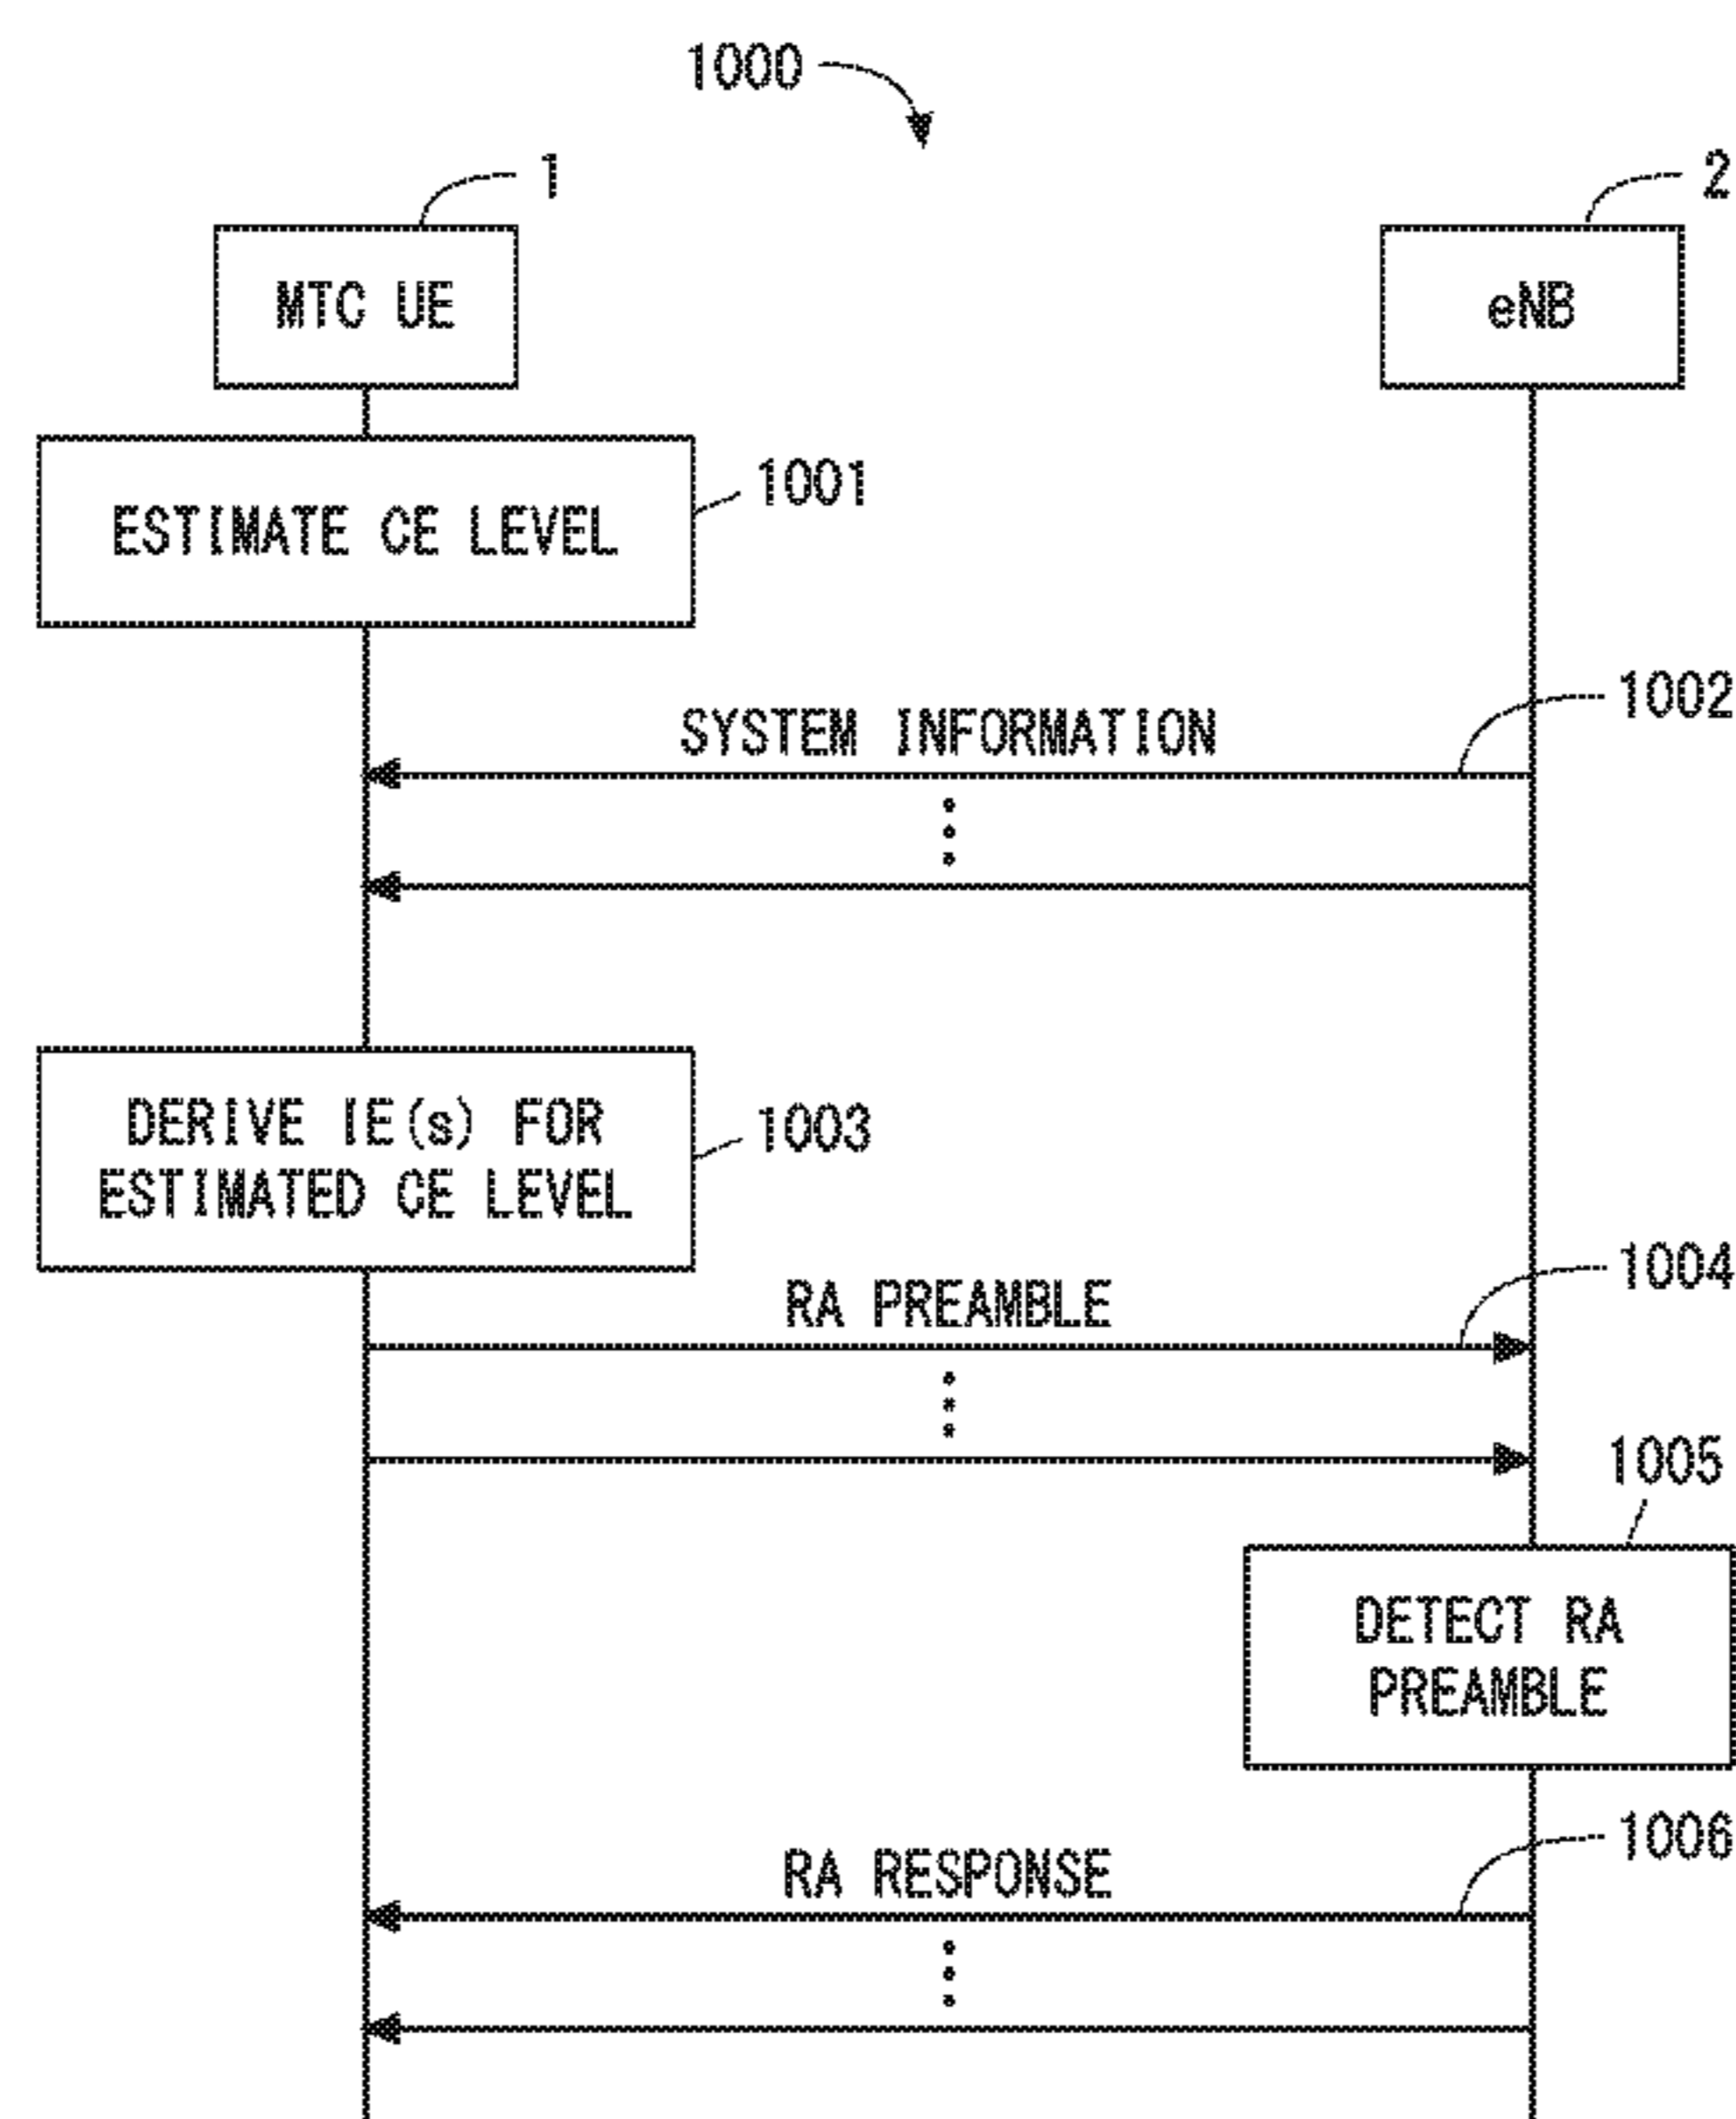 1000
1
2
MTC UE
eNB
ESTIMATE CE LEVEL
1001
1002
SYSTEM INFORMATION
DERIVE IE(s) FOR
ESTIMATED CE LEVEL
1003
1004
RA PREAMBLE
1005
DETECT RA
PREAMBLE
1006
RA RESPONSE